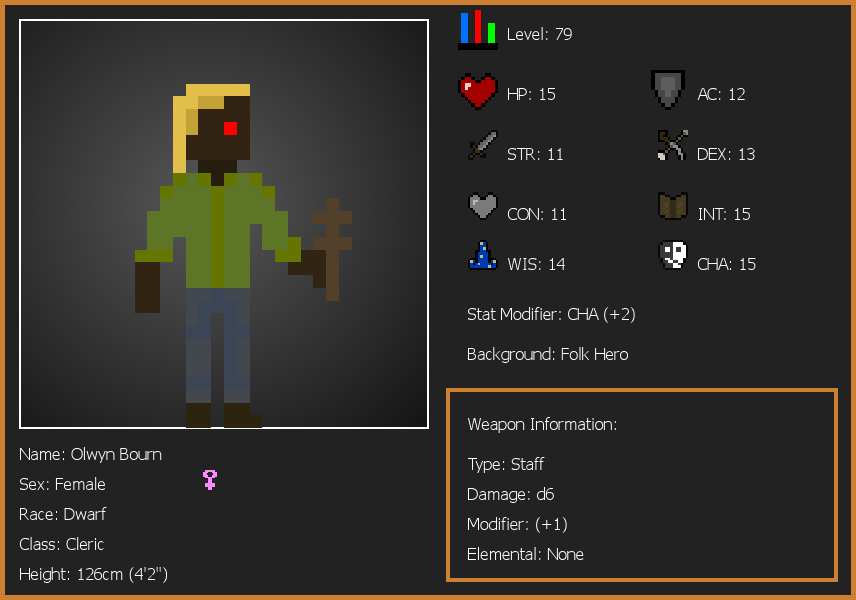 Level: 79
HP: 15
AC: 12
STR: 11
DEX: 13
CON: 11
INT: 15
WIS: 14
CHA: 15
Stat Modifier: CHA (+2)
Background: Folk Hero
Weapon Information:
Type: Staff
Damage: d6
Modifier: (+1)
Elemental: None
Name: Olwyn Bourn
Sex: Female
Race: Dwarf
Class: Cleric
Height: 126cm (4'2")